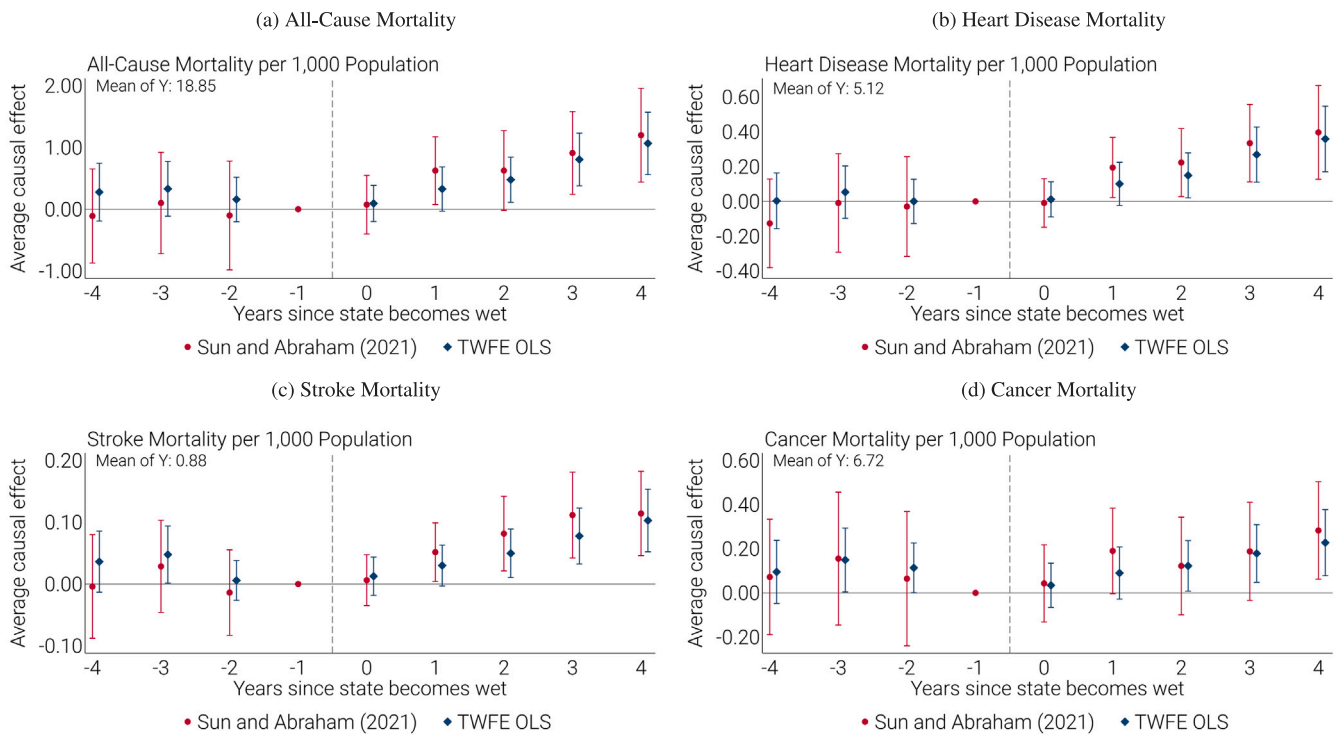 (a) All-Cause Mortality
All-Cause Mortality per 1,000 Population
Mean of Y: 18.85
Average causal effect
2.00
1.00
0.00
-1.00
-4 -3 -2 -1 0 1 2 3 4
Years since state becomes wet
Sun and Abraham (2021) TWFE OLS
(b) Heart Disease Mortality
Heart Disease Mortality per 1,000 Population
Mean of Y: 5.12
Average causal effect
0.60
0.40
0.20
0.00
-0.20
-0.40
-4 -3 -2 -1 0 1 2 3 4
Years since state becomes wet
Sun and Abraham (2021) TWFE OLS
(c) Stroke Mortality
Stroke Mortality per 1,000 Population
Mean of Y: 0.88
Average causal effect
0.20
0.10
0.00
-0.10
-4 -3 -2 -1 0 1 2 3 4
Years since state becomes wet
Sun and Abraham (2021) TWFE OLS
(d) Cancer Mortality
Cancer Mortality per 1,000 Population
Mean of Y: 6.72
Average causal effect
0.60
0.40
0.20
0.00
-0.20
-4 -3 -2 -1 0 1 2 3 4
Years since state becomes wet
Sun and Abraham (2021) TWFE OLS